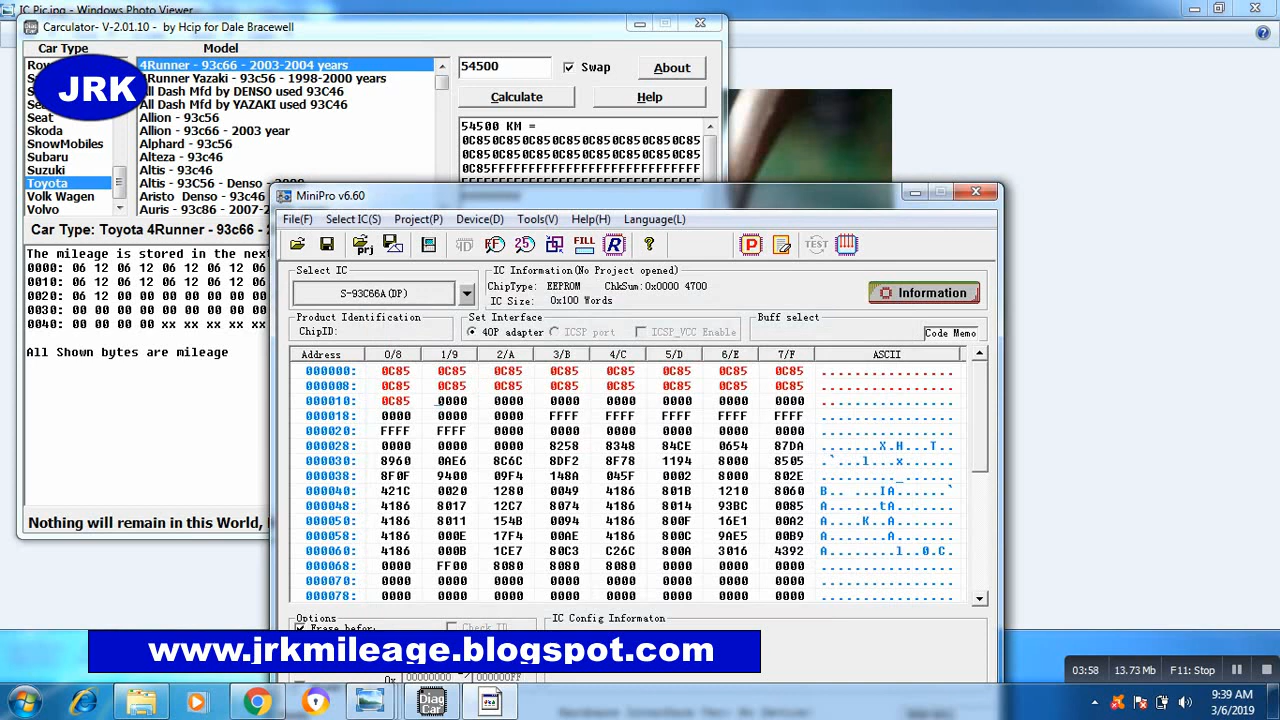 IC Pic.jpg - Windows Photo Viewer
Carculator- V-2.01.10 - by Hcip for Dale Bracewell
Car Type Model
JRK
Seat
Skoda
SnowMobiles
Subaru
Suzuki
Toyota
Volk Wagen
Volvo
4Runner - 93c66 - 2003-2004 years
4Runner Yazaki - 93c56 - 1998-2000 years
All Dash Mfd by DENSO used 93C46
All Dash Mfd by YAZAKI used 93C46
Allion - 93c56
Allion - 93c66 - 2003 year
Alphard - 93c56
Alteza - 93c46
Altis - 93c46
Altis - 93C56 - Denso
Aristo Denso - 93c46
Auris - 93c86 - 2007-2
54500 Swap About
Calculate Help
54500 KM =
0C850C850C850C850C850C850C850C85
0C850C850C850C850C850C850C850C85
0C85FFFFFFFFFFFFFFFFFFFFFFFFFFFF
Car Type: Toyota 4Runner - 93c66 -
The mileage is stored in the next
0000: 06 12 06 12 06 12 06 12 06
0010: 06 12 06 12 06 12 06 12 06
0020: 06 12 00 00 00 00 00 00 00
0030: 00 00 00 00 00 00 00 00 00
0040: 00 00 00 00 xx xx xx xx xx
All Shown bytes are mileage
Nothing will remain in this World,
MiniPro v6.60
File(F) Select IC(S) Project(P) Device(D) Tools(V) Help(H) Language(L)
prj ID 25 FILL R ? P TEST
Select IC IC Information(No Project opened)
S-93C66A(DP)
ChipType: EEPROM ChkSum:0x0000 4700
IC Size: 0x100 Words
Information
Product Identification Set Interface Buff select
ChipID: 40P adapter ICSP port ICSP_VCC Enable Code Memo
Address 0/8 1/9 2/A 3/B 4/C 5/D 6/E 7/F ASCII
000000: 0C85 0C85 0C85 0C85 0C85 0C85 0C85 0C85 ................
000008: 0C85 0C85 0C85 0C85 0C85 0C85 0C85 0C85 ................
000010: 0C85 0000 0000 0000 0000 0000 0000 0000 ................
000018: 0000 0000 0000 FFFF FFFF FFFF FFFF FFFF ................
000020: FFFF FFFF 0000 0000 0000 0000 0000 0000 ................
000028: 0000 0000 0000 8258 8348 84CE 0654 87DA .......X.H...T..
000030: 8960 0AE6 8C6C 8DF2 8F78 1194 8000 8505 .`...l...x......
000038: 8F0F 9400 09F4 148A 045F 0002 8000 802E ........._......
000040: 421C 0020 1280 0049 4186 801B 1210 8060 B.. ...IA......`
000048: 4186 8017 12C7 8074 4186 8014 93BC 0085 A......tA.......
000050: 4186 8011 154B 0094 4186 800F 16E1 00A2 A....K..A.......
000058: 4186 000E 17F4 00AE 4186 800C 9AE5 00B9 A.......A.......
000060: 4186 000B 1CE7 80C3 C26C 800A 3016 4392 A........l..0.C.
000068: 0000 FF00 8080 8080 8080 0000 0000 0000 ................
000070: 0000 0000 0000 0000 0000 0000 0000 0000 ................
000078: 0000 0000 0000 0000 0000 0000 0000 0000 ................
Options IC Config Informaton
Check ID
www.jrkmileage.blogspot.com
03:58 13.73 Mb F11: Stop
Diag Car
9:39 AM
3/6/2019